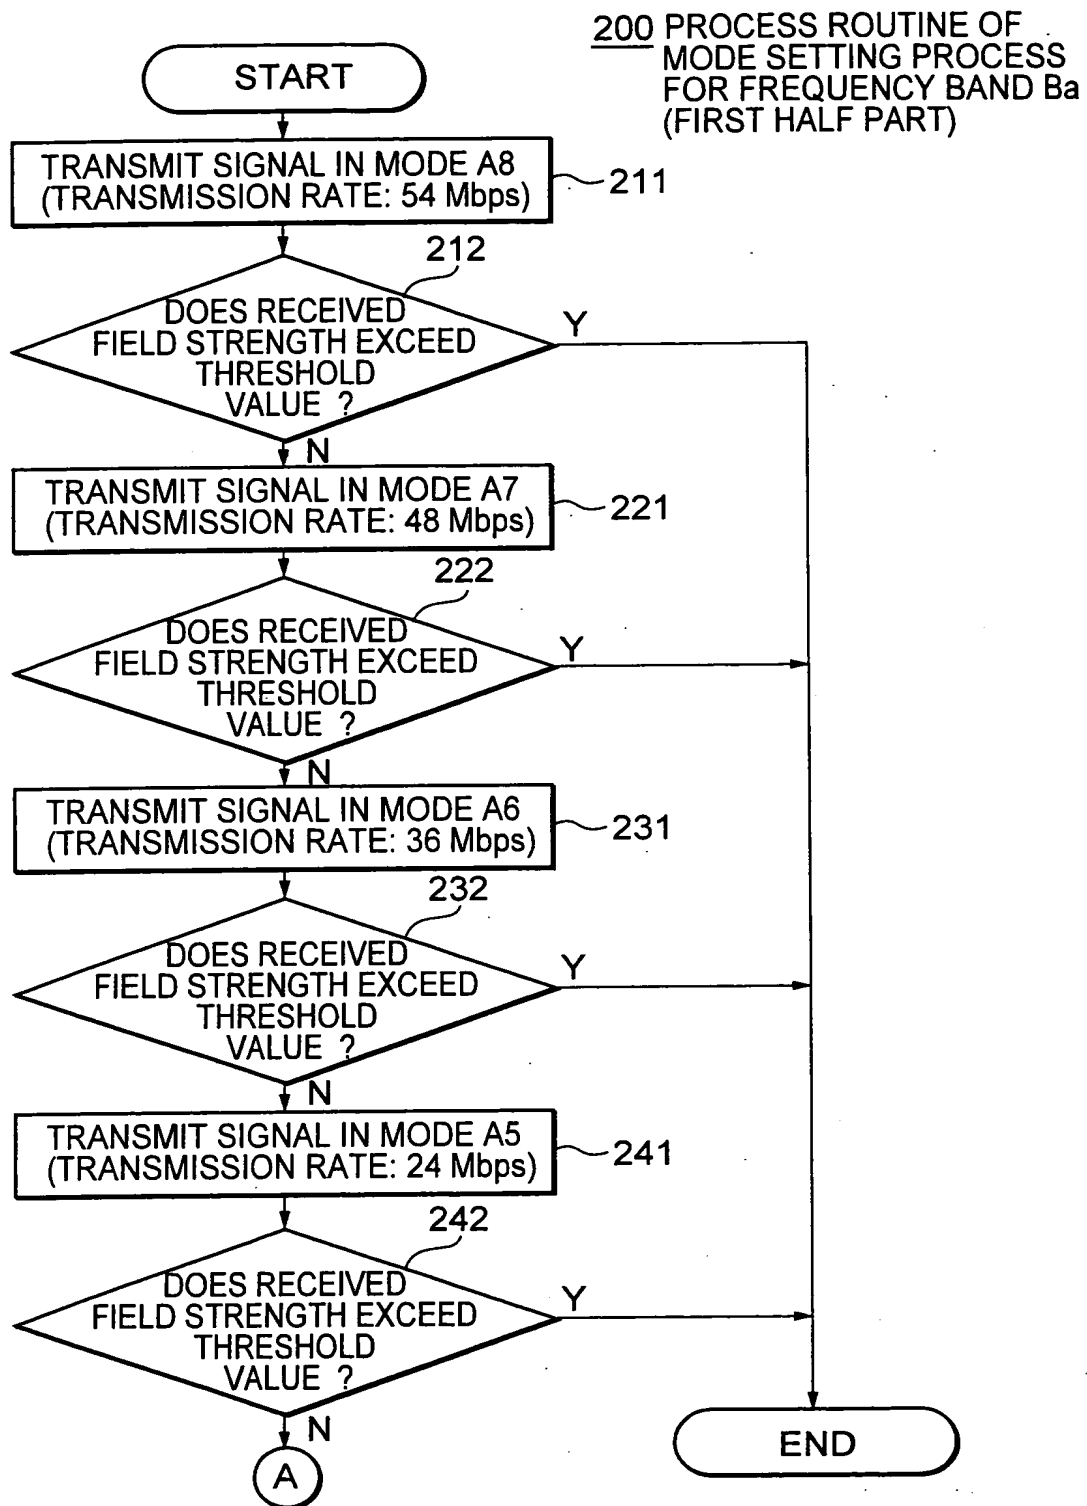 200 PROCESS ROUTINE OF
MODE SETTING PROCESS
FOR FREQUENCY BAND Ba
(FIRST HALF PART)
START
TRANSMIT SIGNAL IN MODE A8
(TRANSMISSION RATE: 54 Mbps)
211
212
DOES RECEIVED
FIELD STRENGTH EXCEED
THRESHOLD
VALUE ?
Y
N
TRANSMIT SIGNAL IN MODE A7
(TRANSMISSION RATE: 48 Mbps)
221
222
DOES RECEIVED
FIELD STRENGTH EXCEED
THRESHOLD
VALUE ?
Y
N
TRANSMIT SIGNAL IN MODE A6
(TRANSMISSION RATE: 36 Mbps)
231
232
DOES RECEIVED
FIELD STRENGTH EXCEED
THRESHOLD
VALUE ?
Y
N
TRANSMIT SIGNAL IN MODE A5
(TRANSMISSION RATE: 24 Mbps)
241
242
DOES RECEIVED
FIELD STRENGTH EXCEED
THRESHOLD
VALUE ?
Y
N
A
END